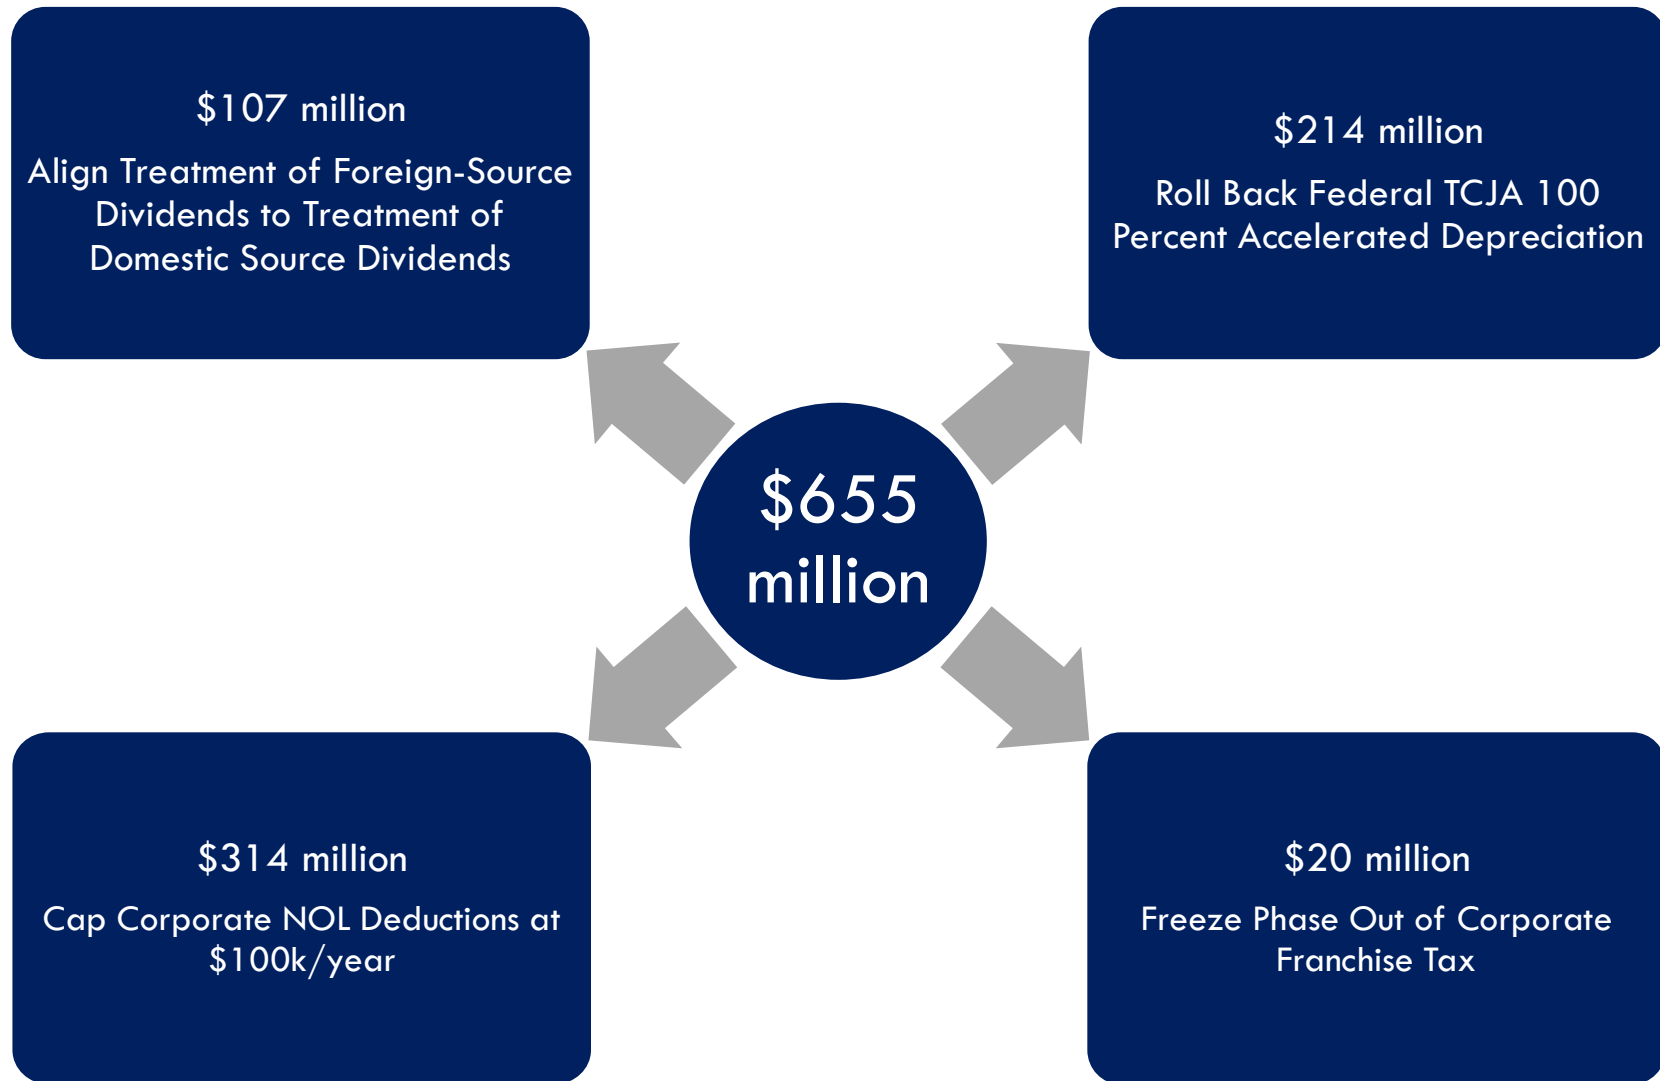 $107 million
Align Treatment of Foreign-Source
Dividends to Treatment of
Domestic Source Dividends
$214 million
Roll Back Federal TCJA 100
Percent Accelerated Depreciation
$655
million
$314 million
Cap Corporate NOL Deductions at
$100k/year
$20 million
Freeze Phase Out of Corporate
Franchise Tax